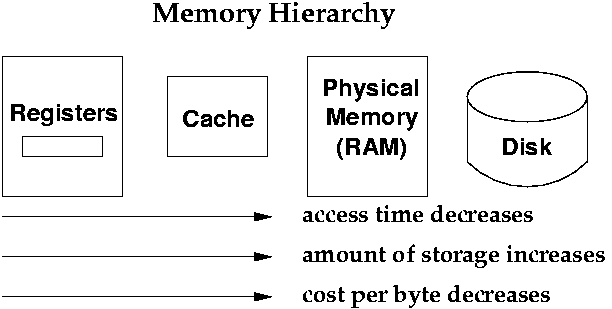 Memory Hierarchy
Registers
Cache
Physical
Memory
(RAM)
Disk
access time decreases
amount of storage increases
cost per byte decreases